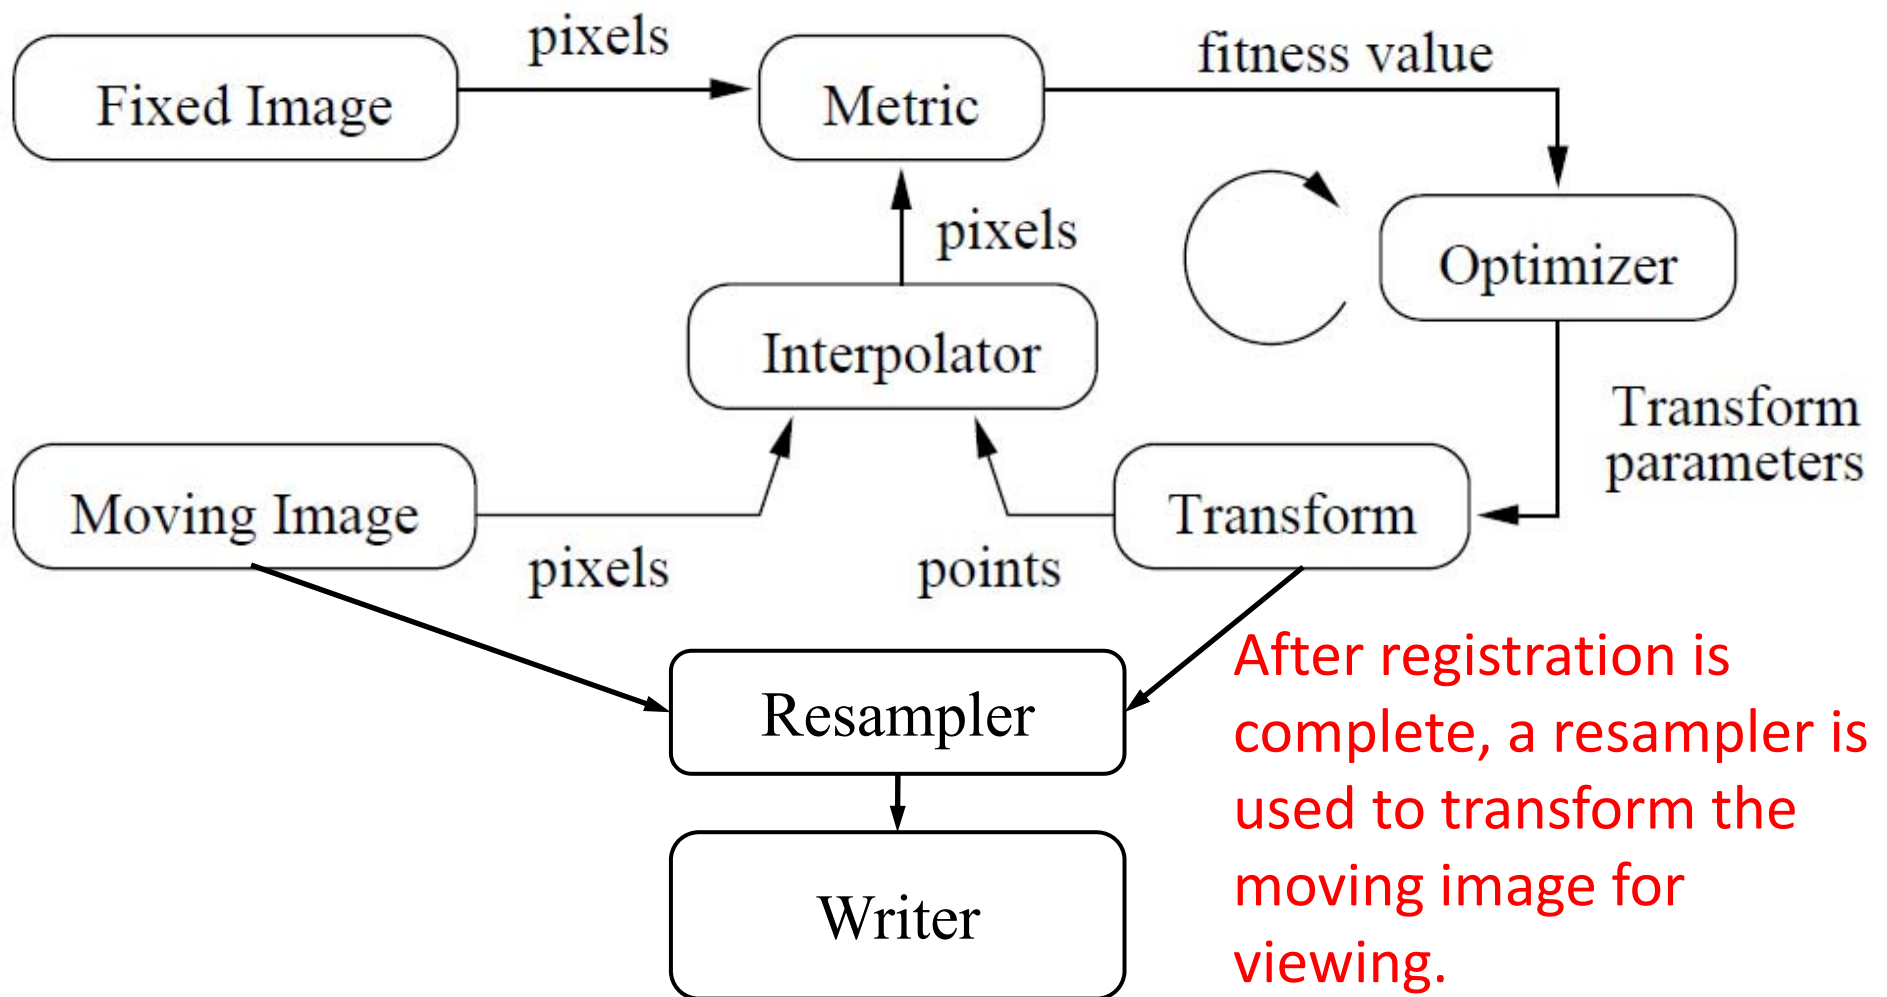 pixels
fitness value
Fixed Image
Metric
pixels
Optimizer
Interpolator
Transform
parameters
Moving Image
Transform
pixels
points
Resampler
Writer
After registration is
complete, a resampler is
used to transform the
moving image for
viewing.